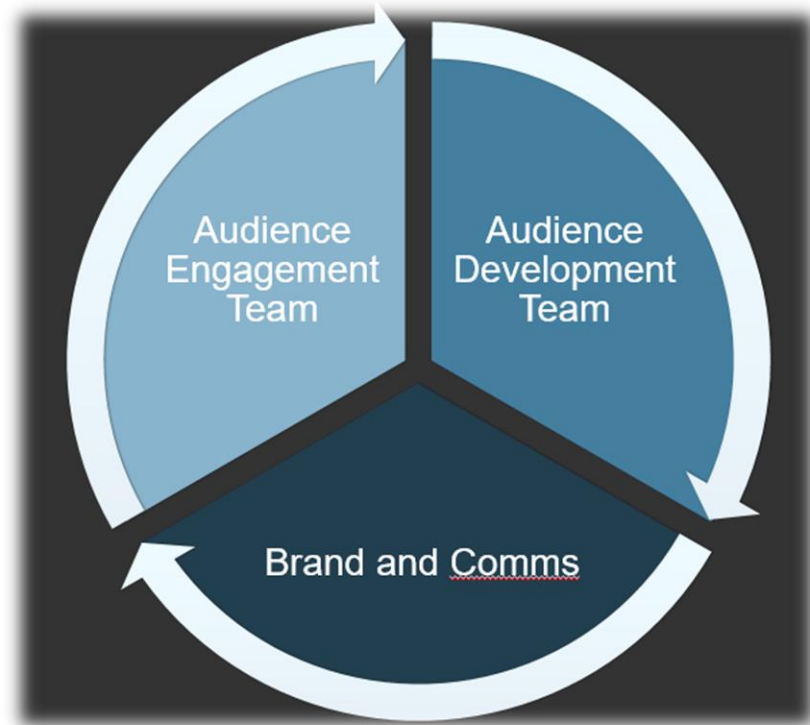 Audience
Engagement
Team
Audience
Development
Team
Brand and Comms